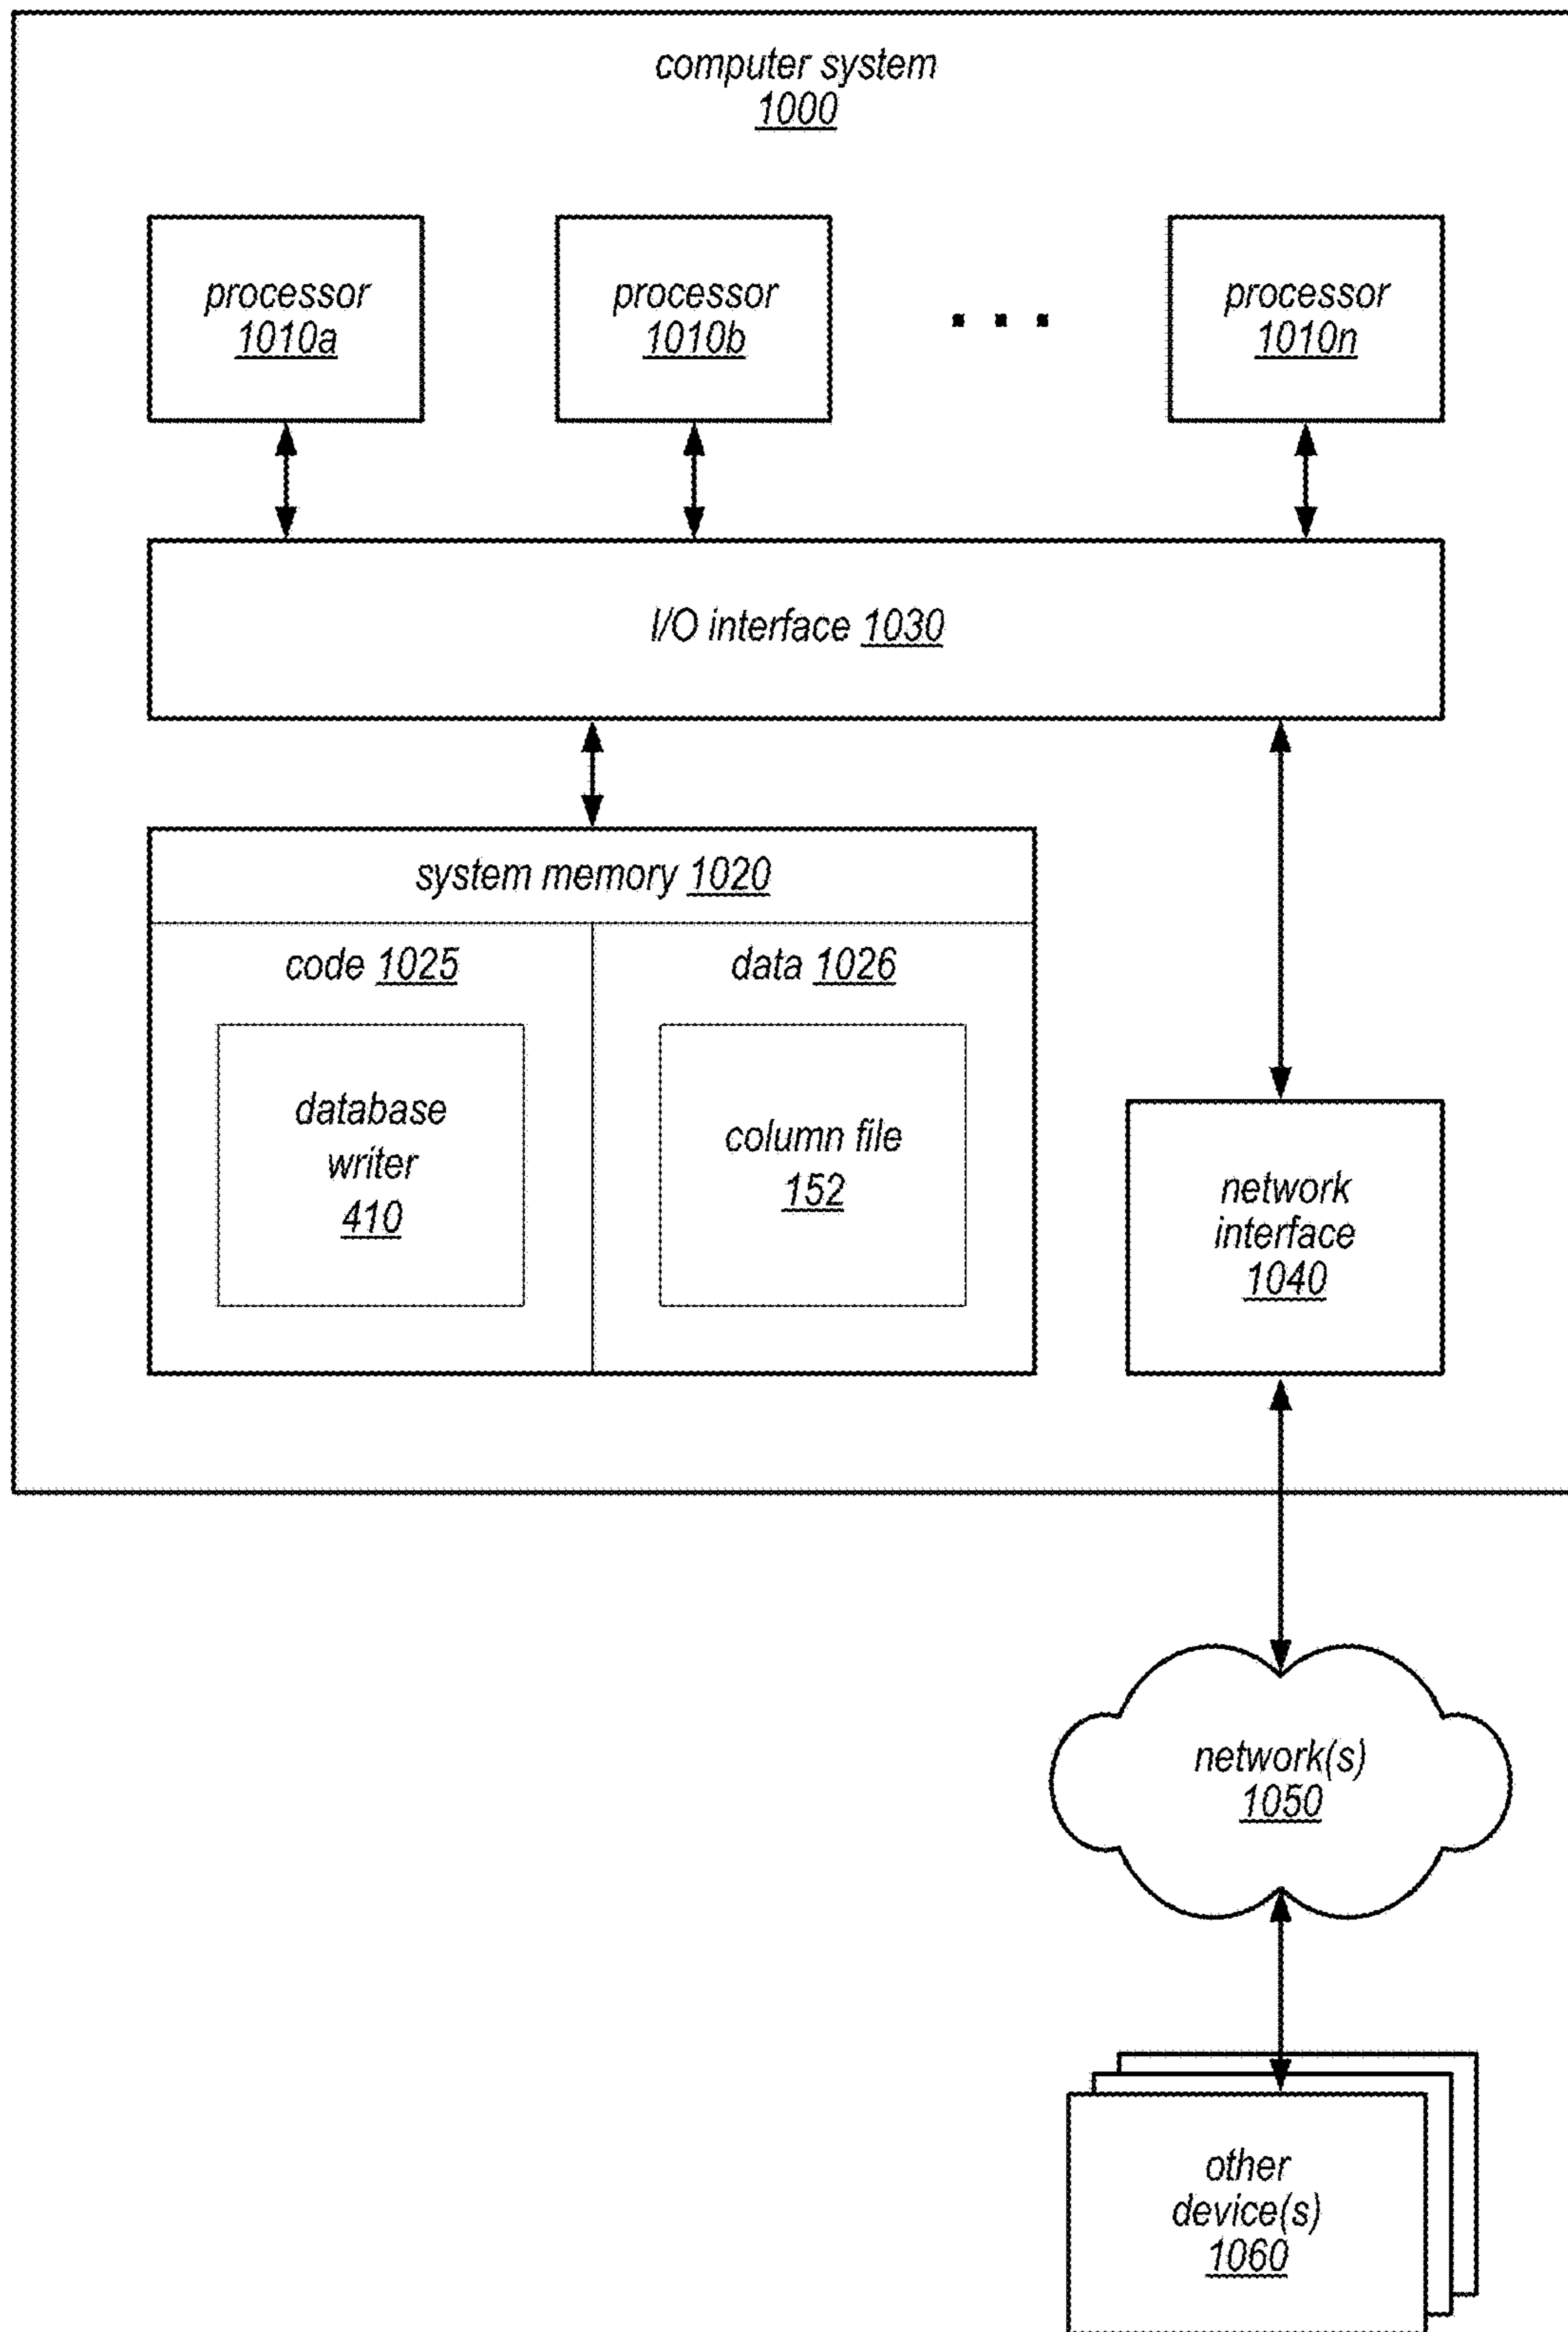 computer system
1000
processor
1010a
processor
1010b
processor
1010n
I/O interface 1030
system memory 1020
code 1025
data 1026
database
writer
410
column file
152
network
interface
1040
network(s)
1050
other
device(s)
1060